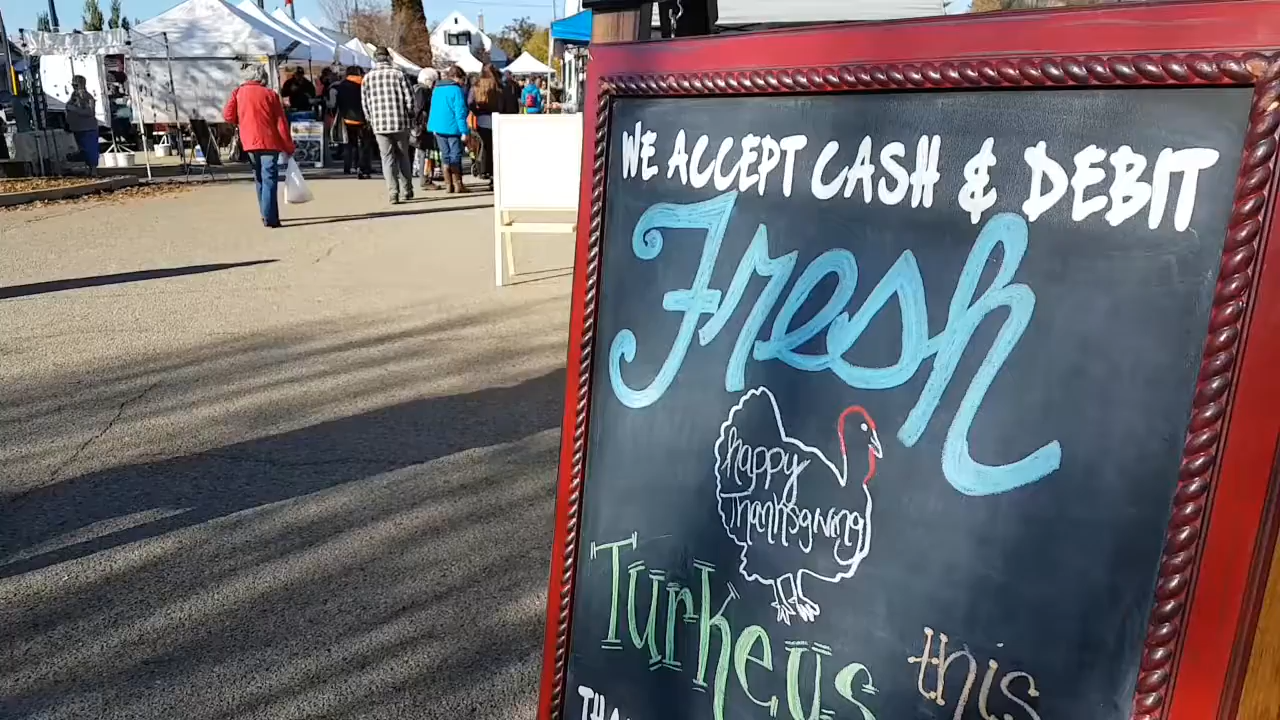 WE ACCEPT CASH & DEBIT
Fresh
happy
Thanksgiving
Turkeys this